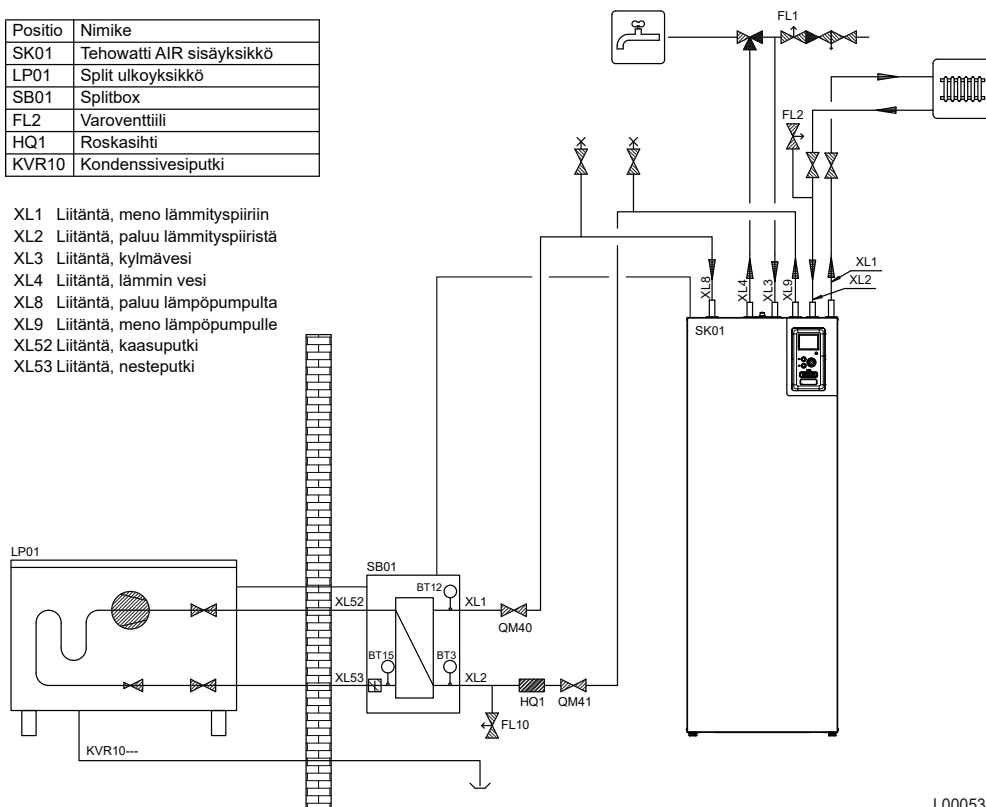 Positio Nimike
SK01 Tehowatti AIR sisäyksikkö
LP01 Split ulkoyksikkö
SB01 Splitbox
FL2 Varoventtiili
HQ1 Roskasihti
KVR10 Kondenssivesiputki
XL1 Liitäntä, meno lämmityspiiriin
XL2 Liitäntä, paluu lämmityspiiristä
XL3 Liitäntä, kylmävesi
XL4 Liitäntä, lämmin vesi
XL8 Liitäntä, paluu lämpöpumpulta
XL9 Liitäntä, meno lämpöpumpulle
XL52 Liitäntä, kaasuputki
XL53 Liitäntä, nesteputki
FL1
FL2
XL8
XL4
XL3
XL9
XL1
XL2
SK01
LP01
SB01
BT12
XL52
XL1
QM40
BT15
BT3
XL53
XL2
HQ1
QM41
FL10
KVR10---
L00053